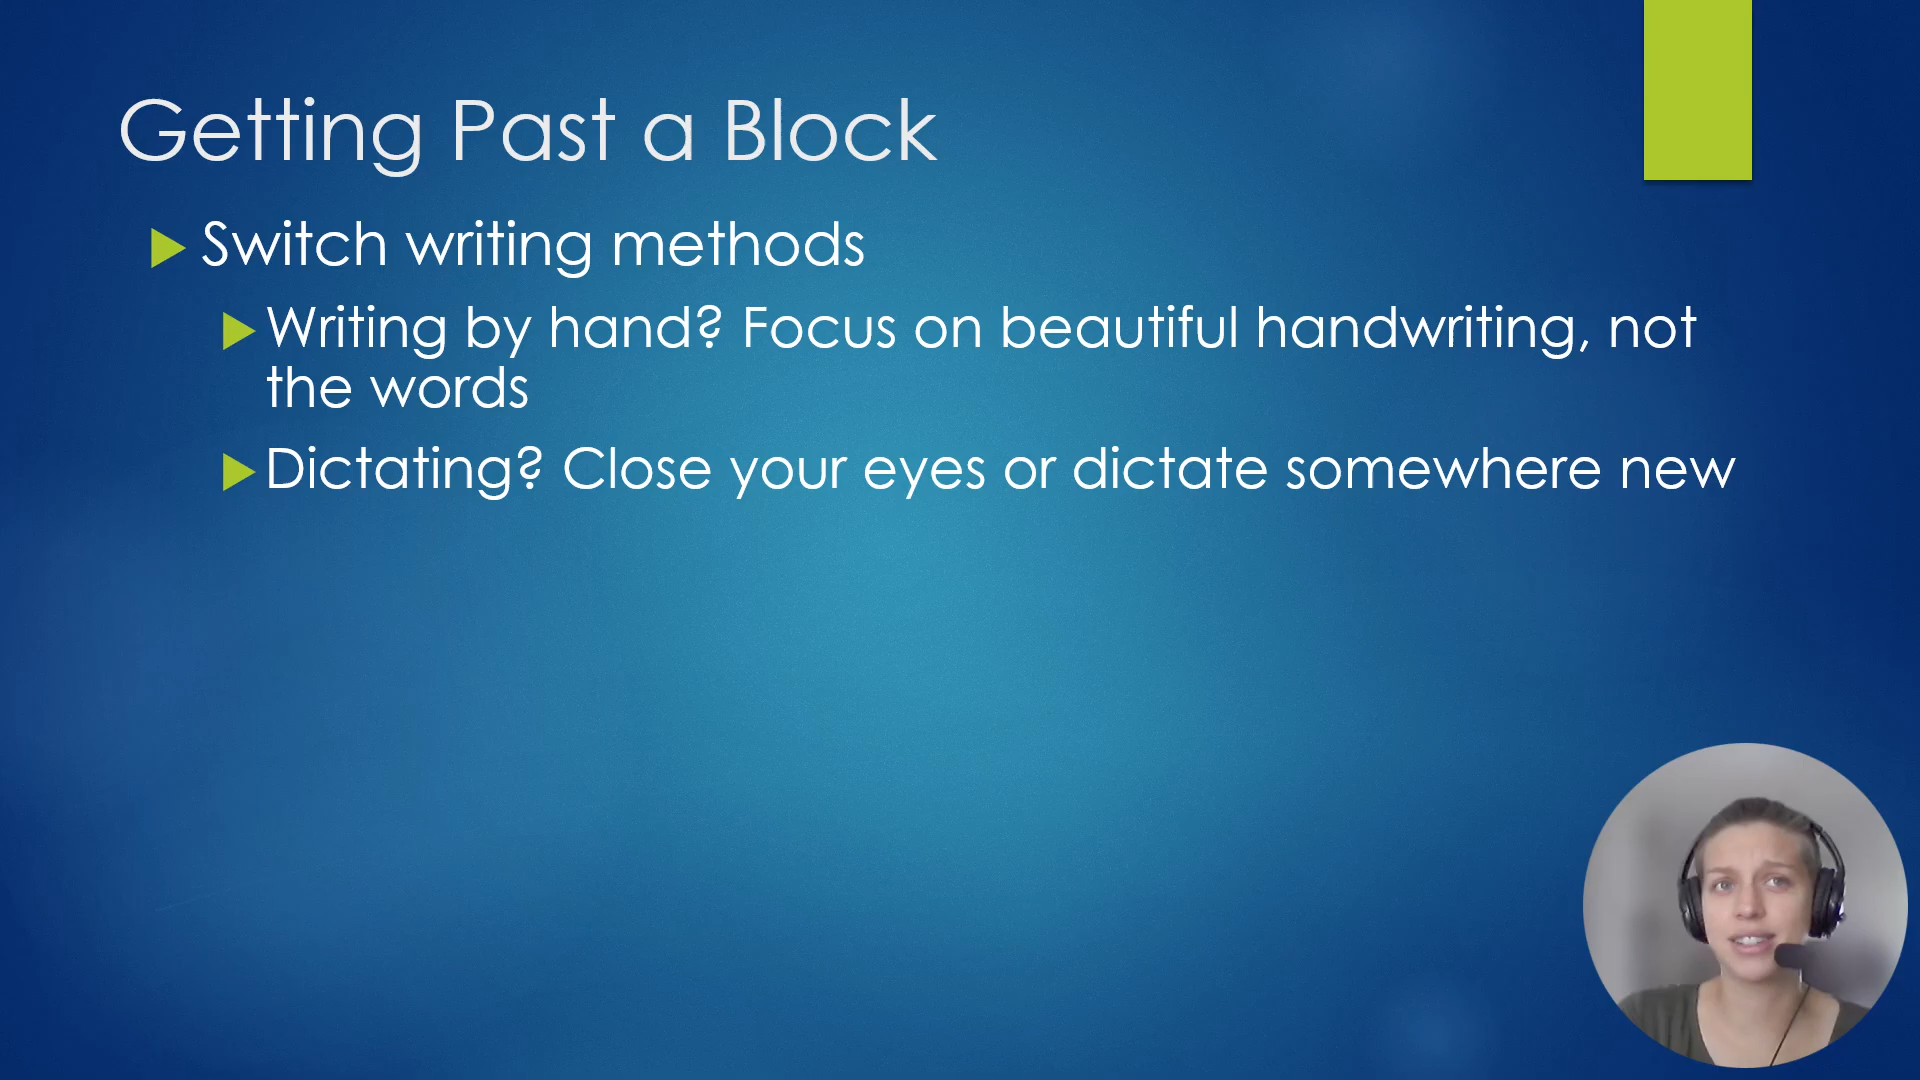 Getting Past a Block
Switch writing methods
Writing by hand? Focus on beautiful handwriting, not
the words
Dictating? Close your eyes or dictate somewhere new